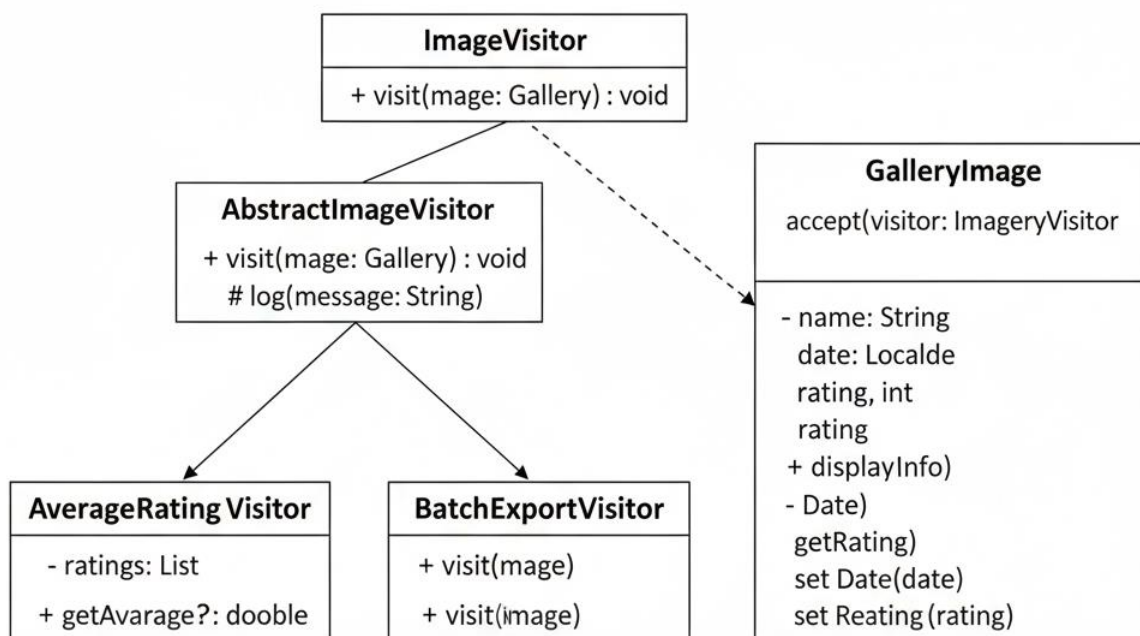 ImageVisitor
+ visit(mage: Gallery) : void
AbstractImageVisitor
+ visit(mage: Gallery) : void
# log(message: String)
GalleryImage
accept(visitor: ImageryVisitor
- name: String
date: Localde
rating, int
rating
+ displayInfo)
- Date)
getRating)
set Date(date)
set Reating (rating)
AverageRating Visitor
- ratings: List
+ getAvarage?: dooble
BatchExportVisitor
+ visit(mage)
+ visit(mage)